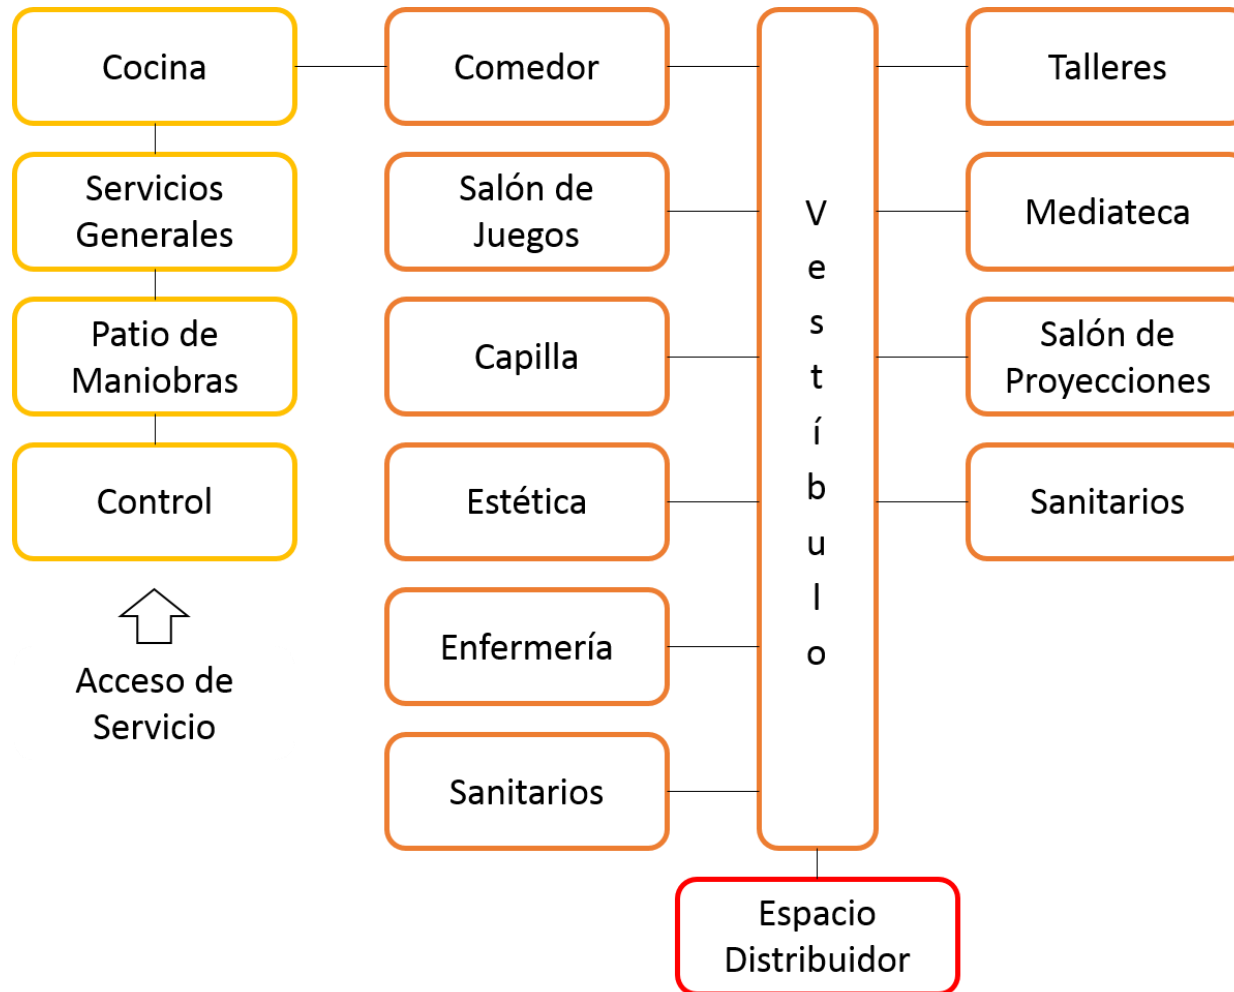 Cocina
Servicios
Generales
Patio de
Maniobras
Control
Acceso de
Servicio
Comedor
Salón de
Juegos
Capilla
Estética
Enfermería
Sanitarios
Vestíbulo
Talleres
Mediateca
Salón de
Proyecciones
Sanitarios
Espacio
Distribuidor